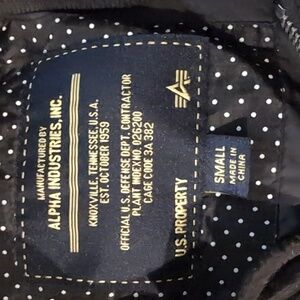 MANUFACTURED BY
ALPHA INDUSTRIES, INC.
KNOXVILLE, TENNESSEE, U.S.A.
EST. OCTOBER 1959
OFFICIAL U.S. DEFENSE DEPT. CONTRACTOR
PLANT INDEX NO. 026200
CAGE CODE 3A 382
U.S. PROPERTY
SMALL
MADE IN
CHINA